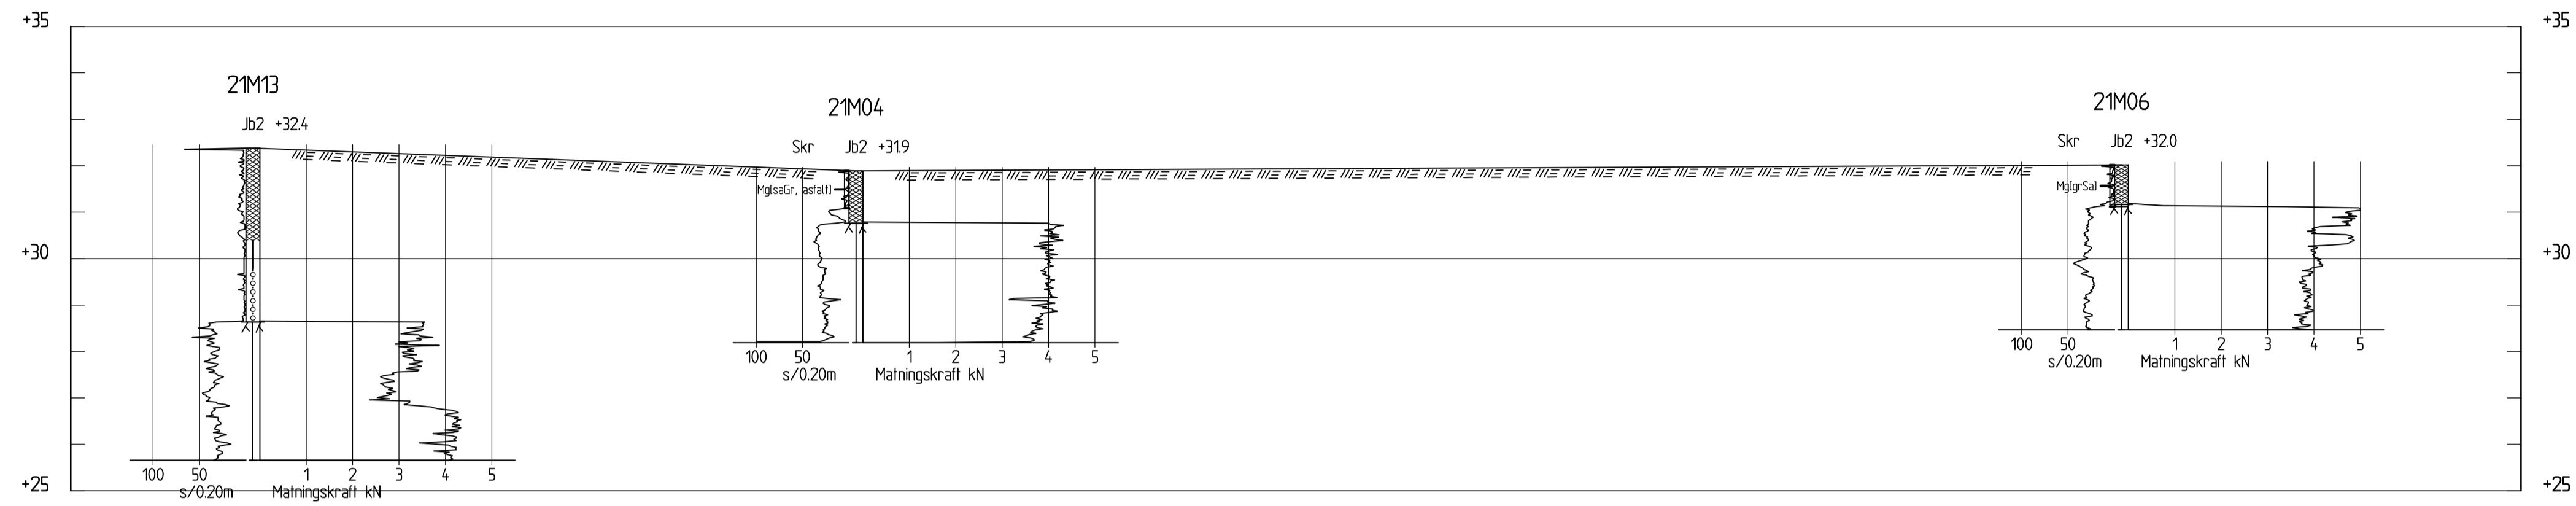 +35 +35
21M13
21M04
21M06
Jb2 +32.4
Skr Jb2 +31.9
Skr Jb2 +32.0
Mg[saGr, asfalt]
Mg[grSa]
+30 +30
100 50 1 2 3 4 5
s/0.20m Matningskraft kN
100 50 1 2 3 4 5
s/0.20m Matningskraft kN
100 50 1 2 3 4 5
s/0.20m Matningskraft kN
+25 +25